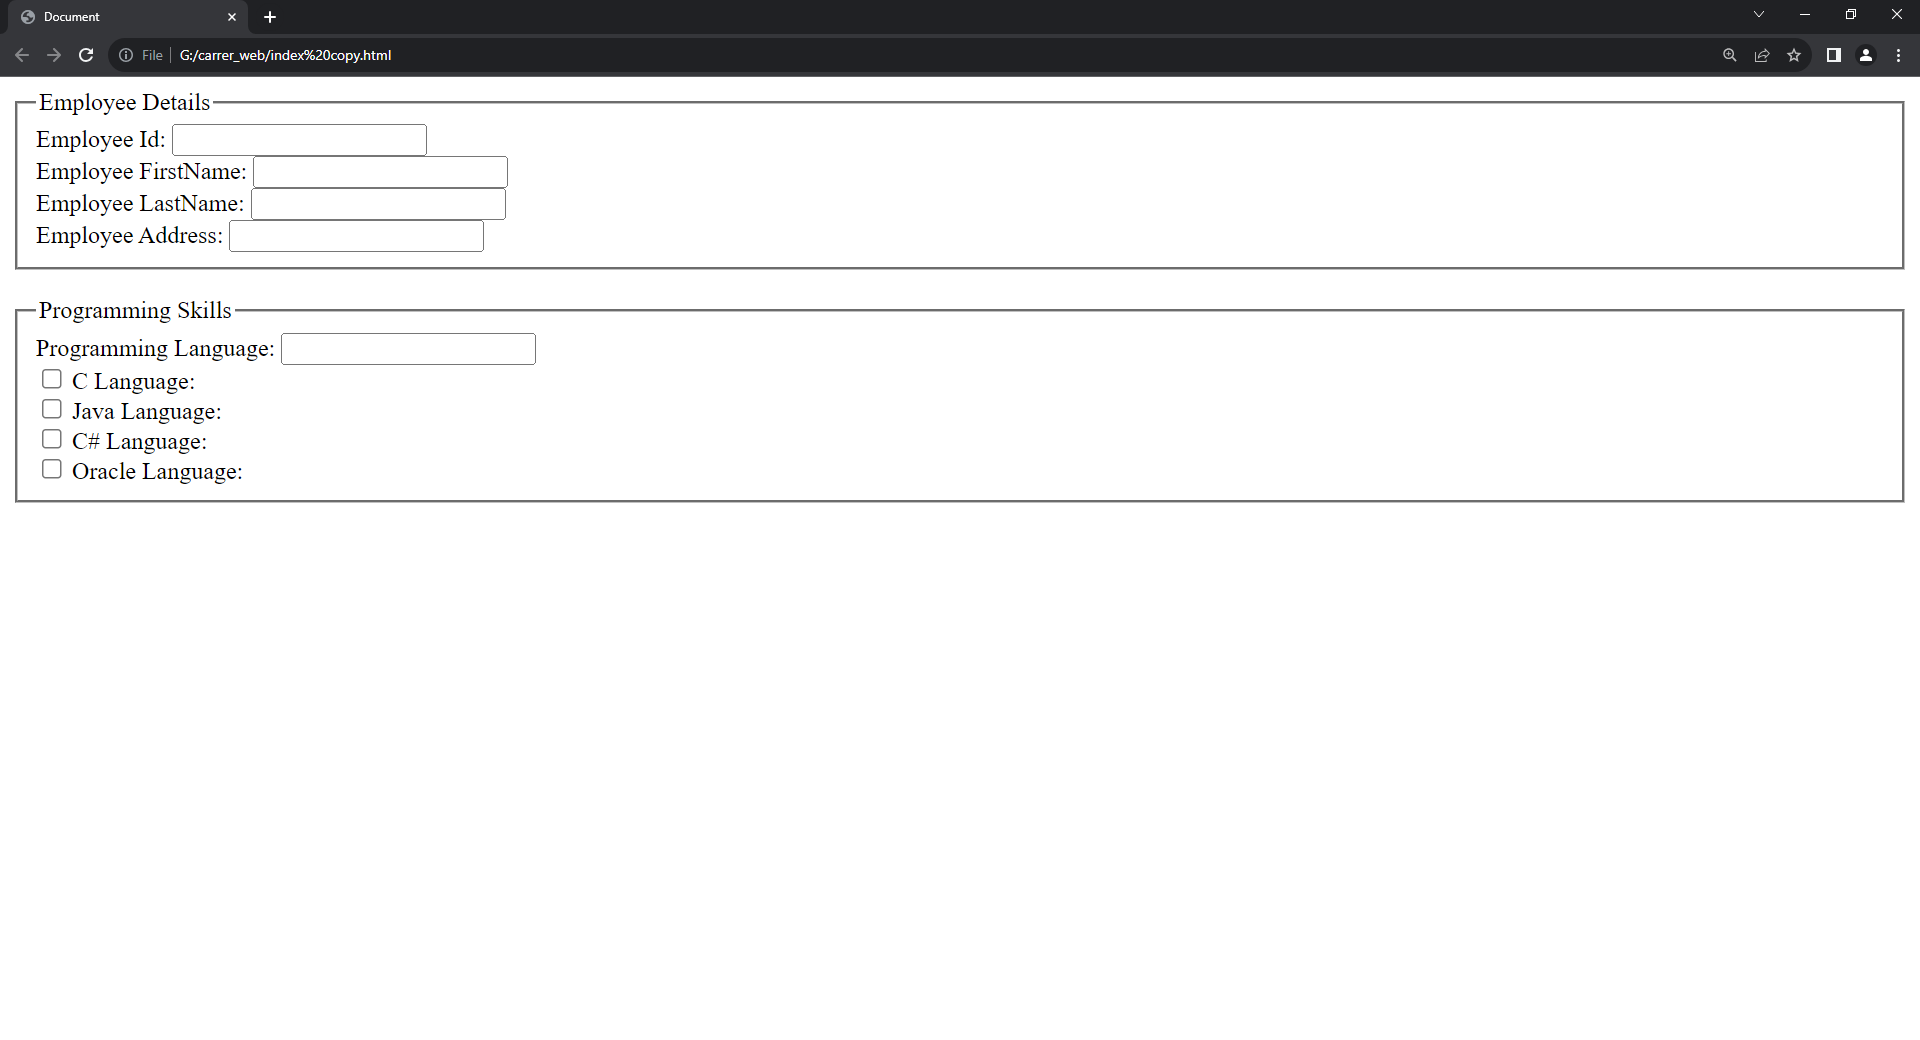 Document
File
G:/carrer_web/index%20copy.html
Employee Details
Employee Id:
Employee FirstName:
Employee LastName:
Employee Address:
Programming Skills
Programming Language:
C Language:
Java Language:
C# Language:
Oracle Language: